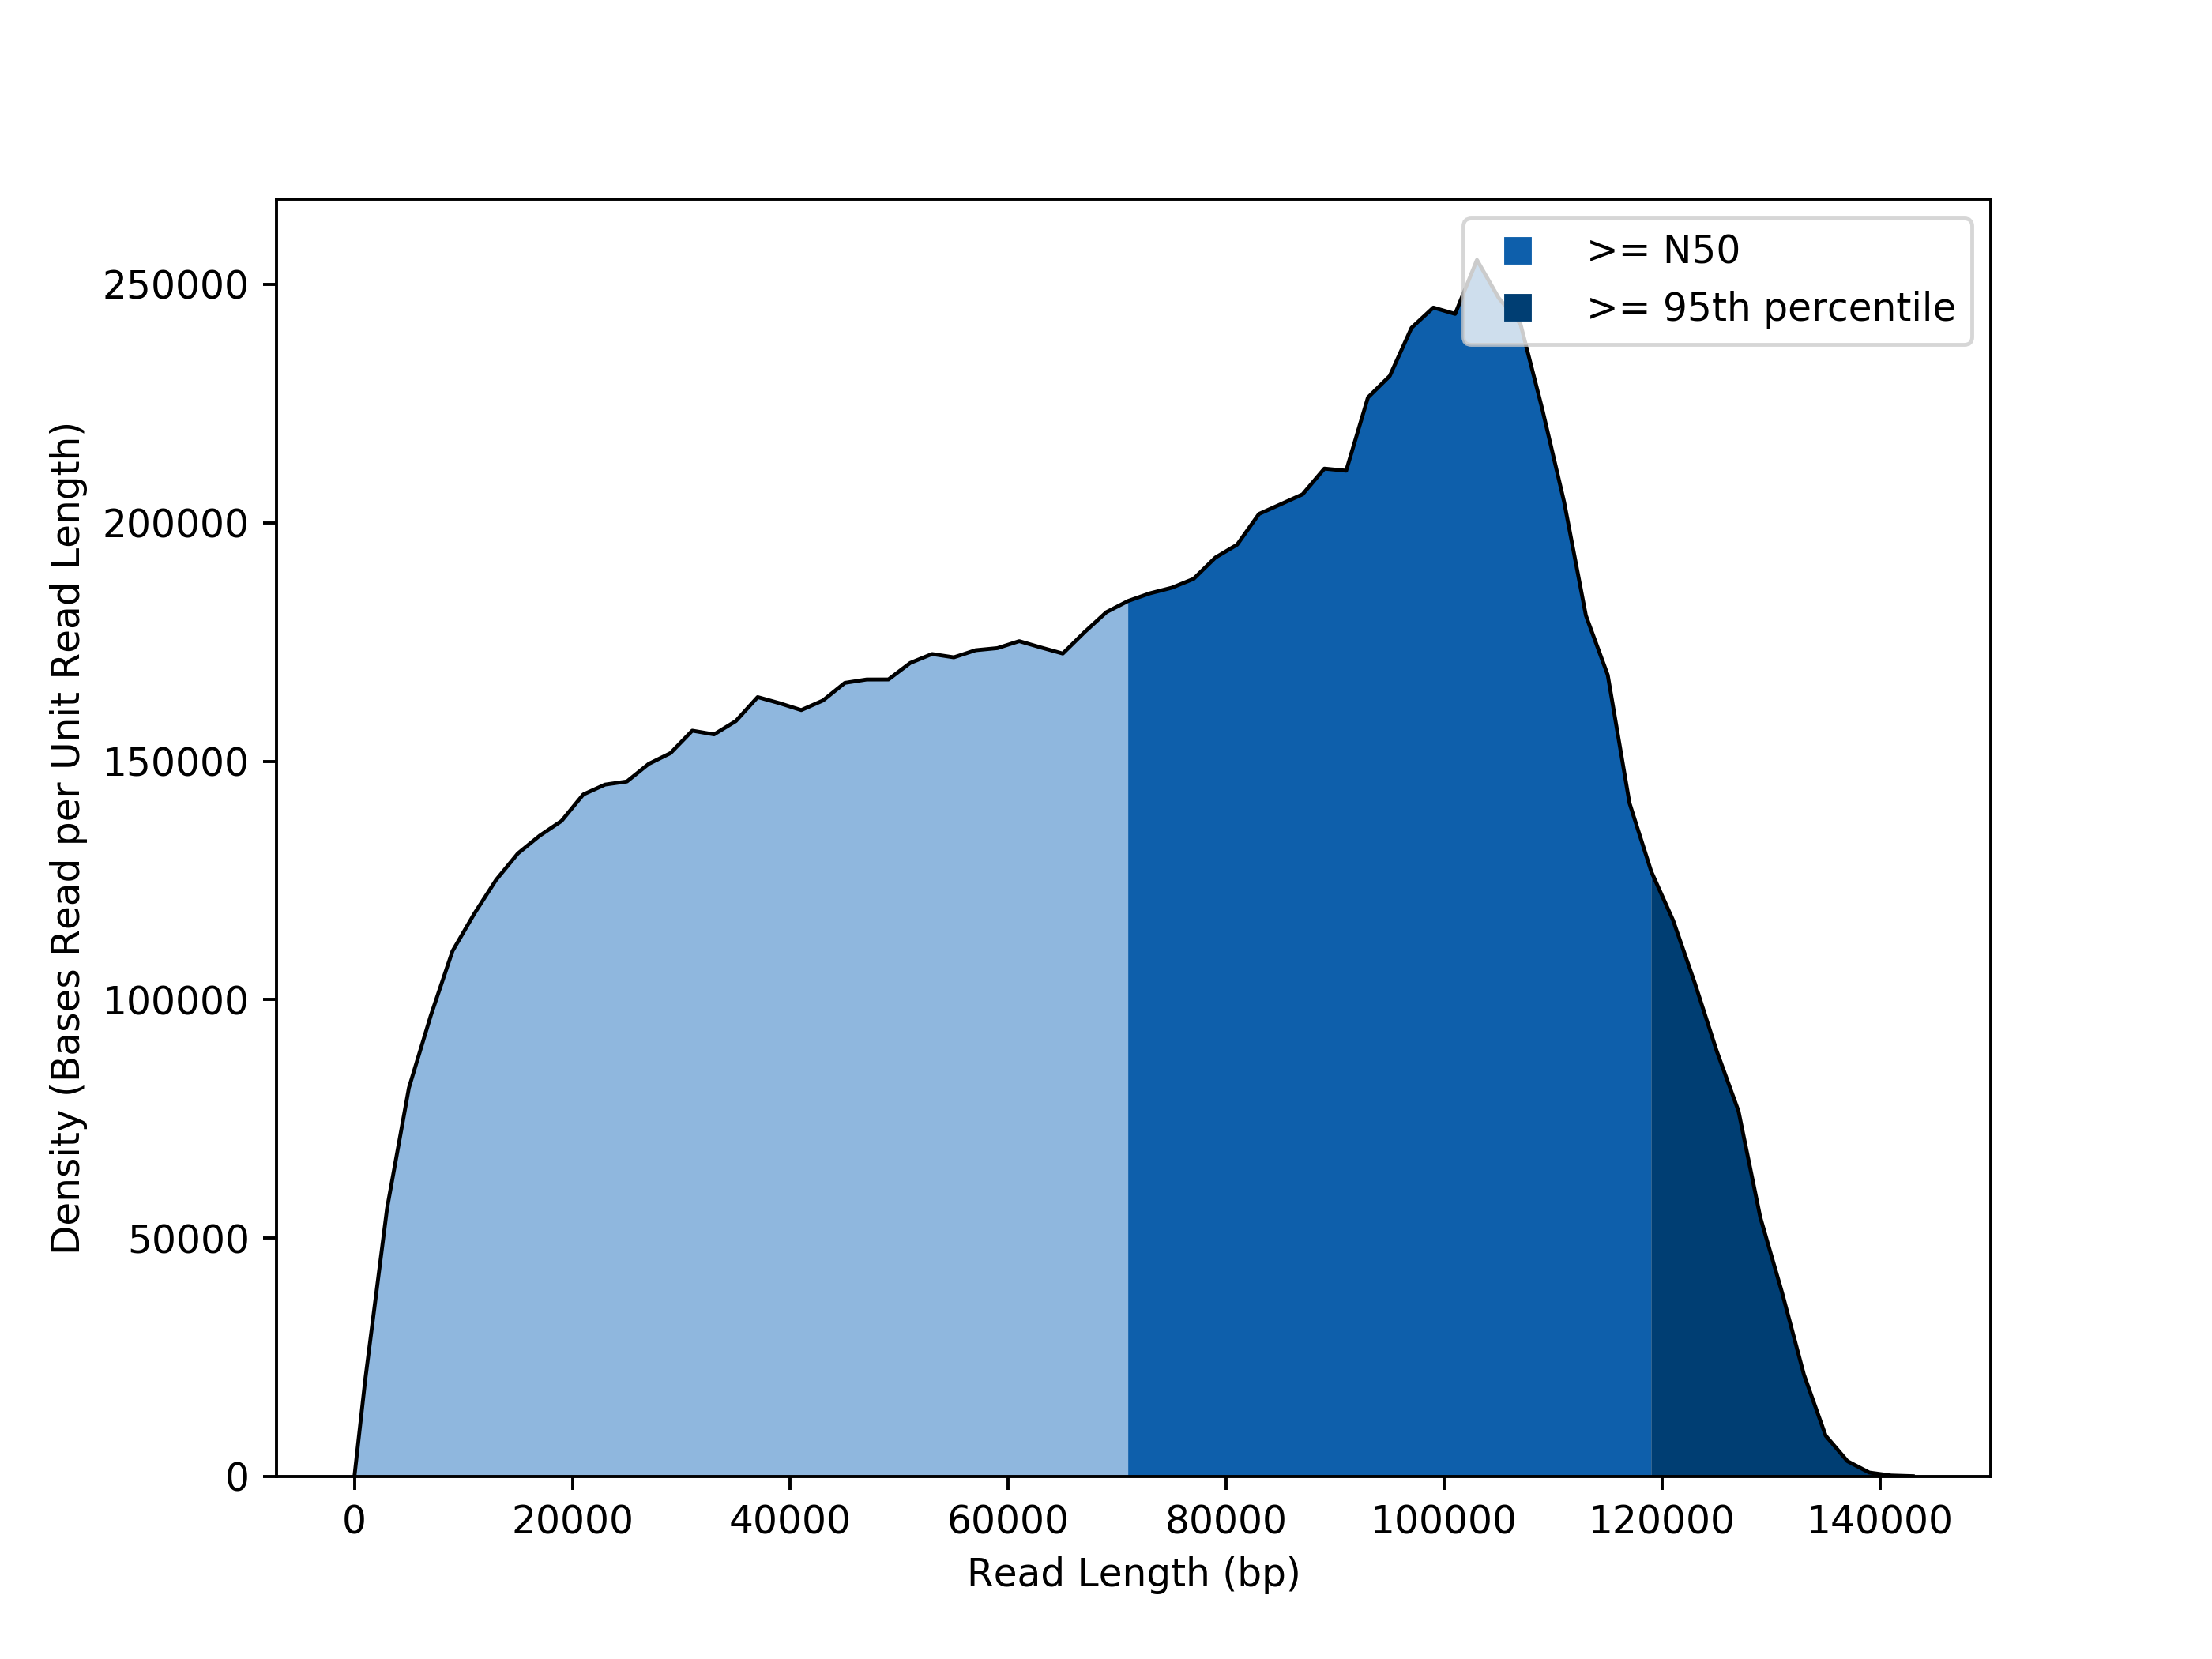 >= N50
>= 95th percentile
250000
200000
150000
100000
50000
0
Density (Bases Read per Unit Read Length)
0 20000 40000 60000 80000 100000 120000 140000
Read Length (bp)